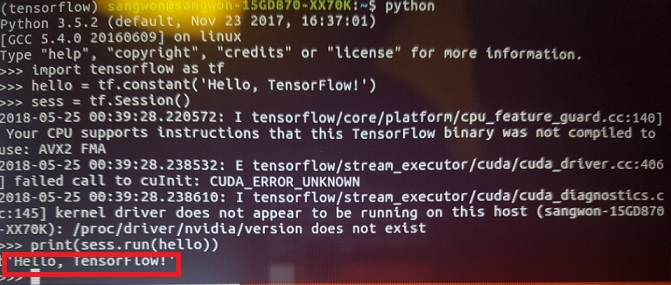 (tensorflow) sangwon@sangwon-15GD870-XX70K:~$ python
Python 3.5.2 (default, Nov 23 2017, 16:37:01)
[GCC 5.4.0 20160609] on linux
Type "help", "copyright", "credits" or "license" for more information.
>>> import tensorflow as tf
>>> hello = tf.constant('Hello, TensorFlow!')
>>> sess = tf.Session()
2018-05-25 00:39:28.220572: I tensorflow/core/platform/cpu_feature_guard.cc:140]
Your CPU supports instructions that this TensorFlow binary was not compiled to
use: AVX2 FMA
2018-05-25 00:39:28.238532: E tensorflow/stream_executor/cuda/cuda_driver.cc:406
] failed call to cuInit: CUDA_ERROR_UNKNOWN
2018-05-25 00:39:28.238610: I tensorflow/stream_executor/cuda/cuda_diagnostics.c
c:145] kernel driver does not appear to be running on this host (sangwon-15GD870
-XX70K): /proc/driver/nvidia/version does not exist
>>> print(sess.run(hello))
b'Hello, TensorFlow!'
>>>